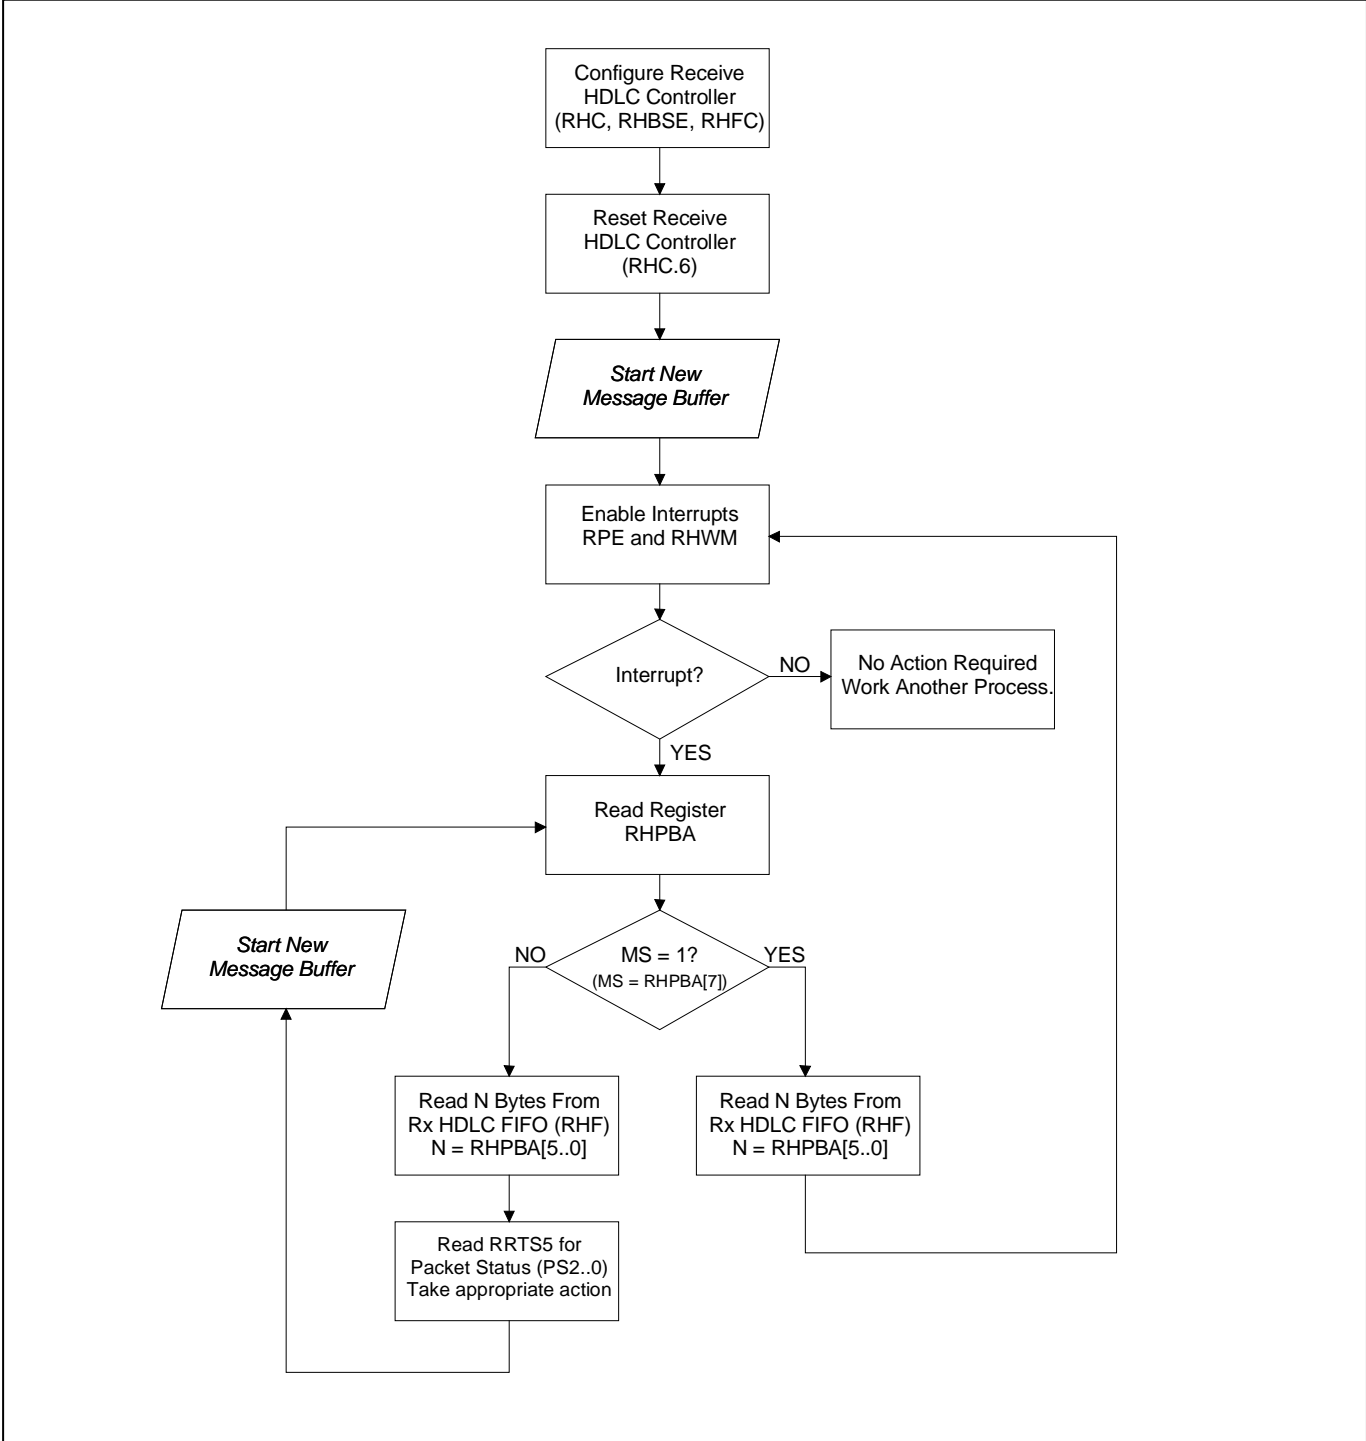 Configure Receive
HDLC Controller
(RHC, RHBSE, RHFC)
Reset Receive
HDLC Controller
(RHC.6)
Start New
Message Buffer
Enable Interrupts
RPE and RHWM
Interrupt?
NO
No Action Required
Work Another Process.
YES
Read Register
RHPBA
Start New
Message Buffer
NO
MS = 1?
(MS = RHPBA[7])
YES
Read N Bytes From
Rx HDLC FIFO (RHF)
N = RHPBA[5..0]
Read N Bytes From
Rx HDLC FIFO (RHF)
N = RHPBA[5..0]
Read RRTS5 for
Packet Status (PS2..0)
Take appropriate action